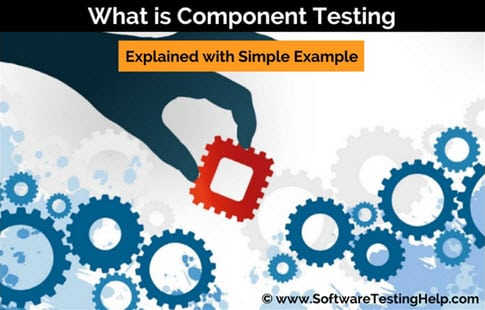 What is Component Testing
Explained with Simple Example
© www.SoftwareTestingHelp.com